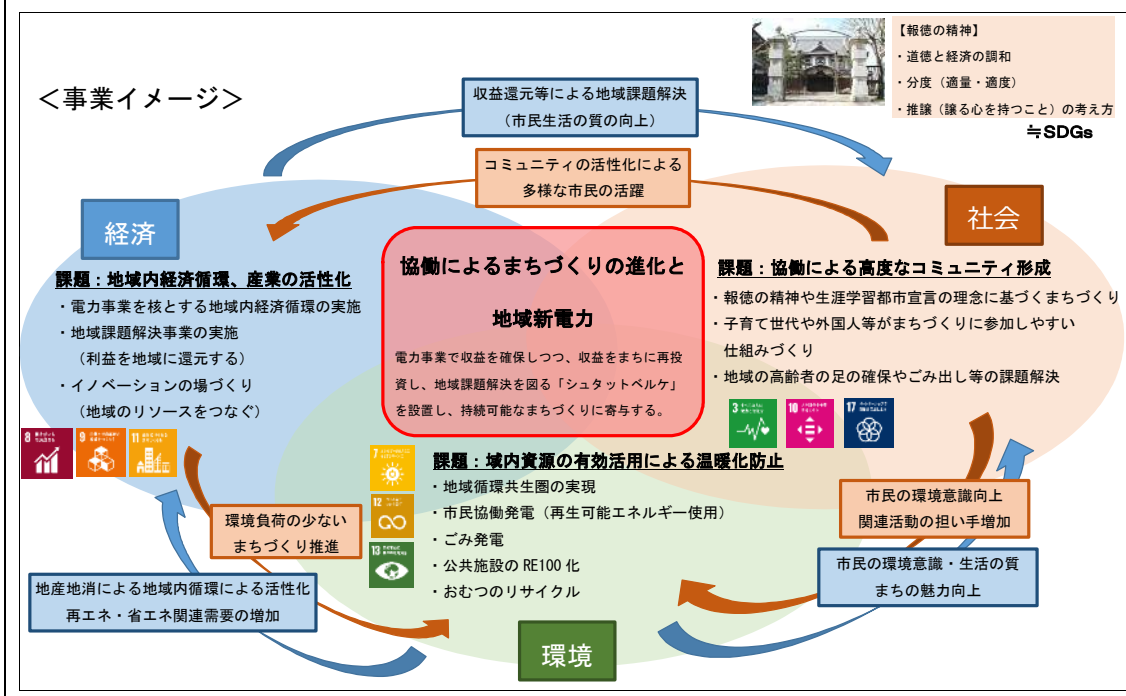 ＜事業イメージ＞
【報徳の精神】
・道徳と経済の調和
・分度（適量・適度）
・推譲（譲る心を持つこと）の考え方
≒SDGs
収益還元等による地域課題解決
（市民生活の質の向上）
コミュニティの活性化による
多様な市民の活躍
経済
課題：地域内経済循環、産業の活性化
・電力事業を核とする地域内経済循環の実施
・地域課題解決事業の実施
（利益を地域に還元する）
・イノベーションの場づくり
（地域のリソースをつなぐ）
8
9
11
協働によるまちづくりの進化と
地域新電力
電力事業で収益を確保しつつ、収益をまちに再投
資し、地域課題解決を図る「シュタットベルケ」
を設置し、持続可能なまちづくりに寄与する。
社会
課題：協働による高度なコミュニティ形成
・報徳の精神や生涯学習都市宣言の理念に基づくまちづくり
・子育て世代や外国人等がまちづくりに参加しやすい
仕組みづくり
・地域の高齢者の足の確保やごみ出し等の課題解決
3
10
17
課題：域内資源の有効活用による温暖化防止
・地域循環共生圏の実現
・市民協働発電（再生可能エネルギー使用）
・ごみ発電
・公共施設のRE100化
・おむつのリサイクル
7
12
13
環境
環境負荷の少ない
まちづくり推進
地産地消による地域内循環による活性化
再エネ・省エネ関連需要の増加
市民の環境意識向上
関連活動の担い手増加
市民の環境意識・生活の質
まちの魅力向上